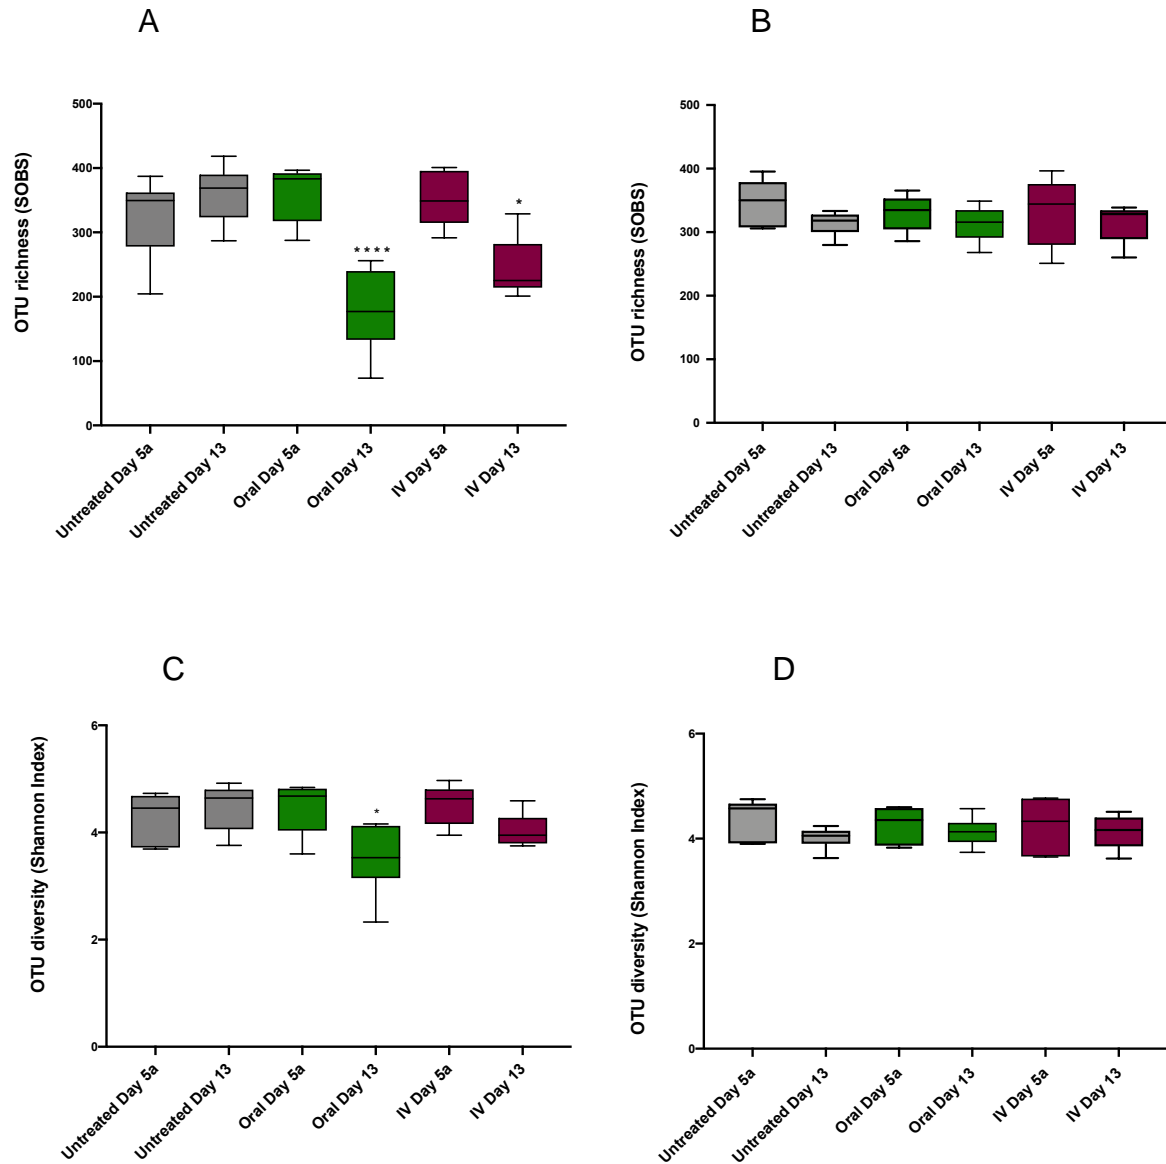 A
B
500
400
300
200
100
0
OTU richness (SOBS)
****
*
Untreated Day 5a
Untreated Day 13
Oral Day 5a
Oral Day 13
IV Day 5a
IV Day 13
500
400
300
200
100
0
OTU richness (SOBS)
Untreated Day 5a
Untreated Day 13
Oral Day 5a
Oral Day 13
IV Day 5a
IV Day 13
C
D
6
4
2
0
OTU diversity (Shannon Index)
*
Untreated Day 5a
Untreated Day 13
Oral Day 5a
Oral Day 13
IV Day 5a
IV Day 13
6
4
2
0
OTU diversity (Shannon Index)
Untreated Day 5a
Untreated Day 13
Oral Day 5a
Oral Day 13
IV Day 5a
IV Day 13